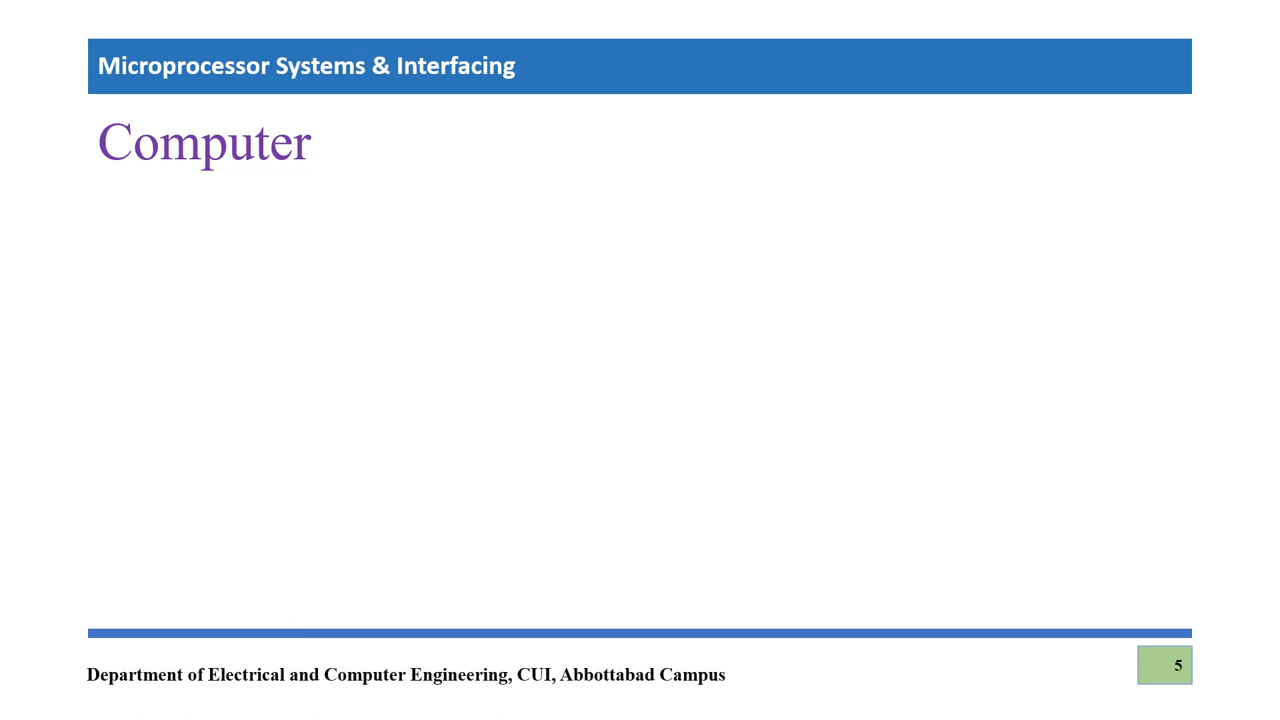 Microprocessor Systems & Interfacing
Computer
Department of Electrical and Computer Engineering, CUI, Abbottabad Campus
5